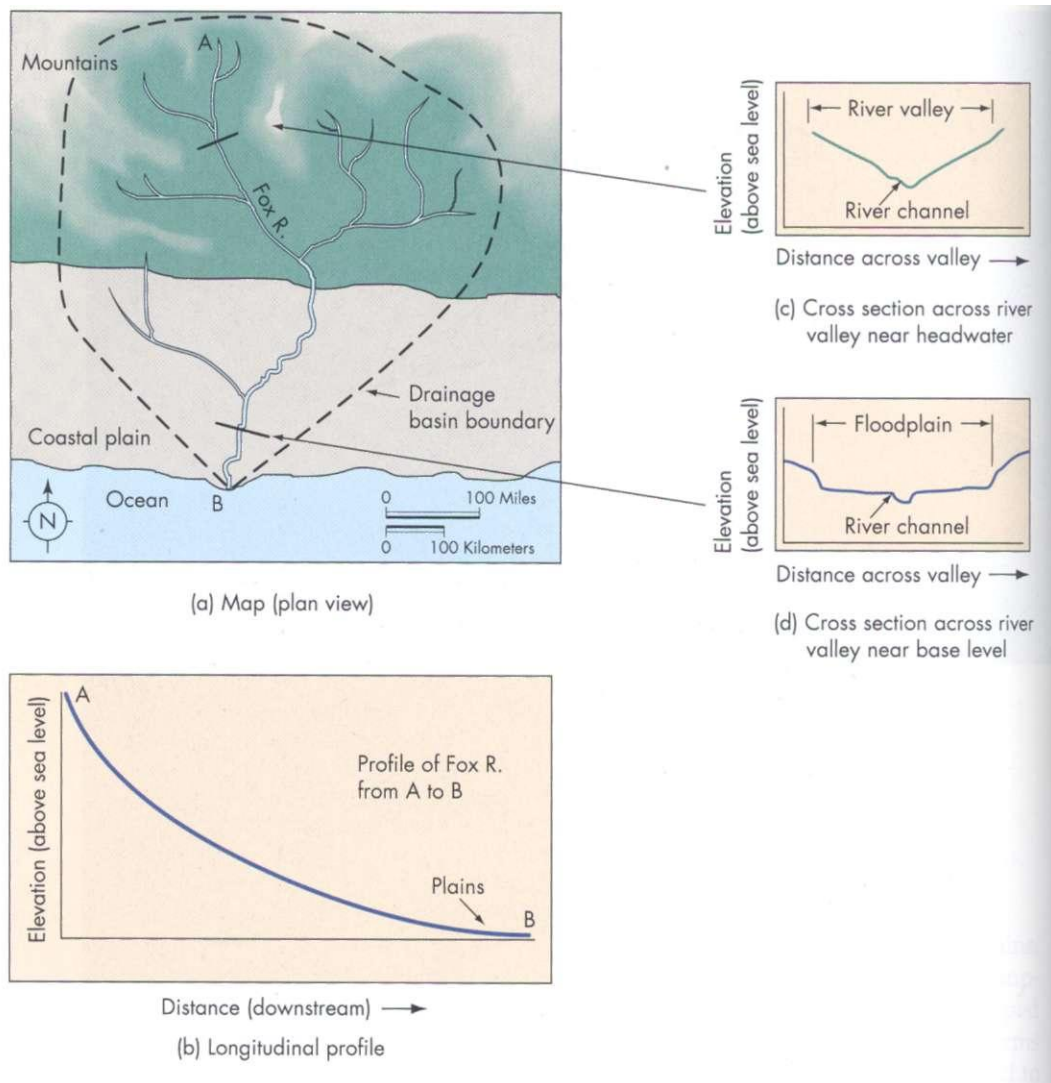 A
Mountains
Fox R.
Drainage
basin boundary
Coastal plain
Ocean
B
N
0 100 Miles
0 100 Kilometers
(a) Map (plan view)
Elevation
(above sea level)
River valley
River channel
Distance across valley
(c) Cross section across river
valley near headwater
Elevation
(above sea level)
Floodplain
River channel
Distance across valley
(d) Cross section across river
valley near base level
Elevation (above sea level)
A
Profile of Fox R.
from A to B
Plains
B
Distance (downstream)
(b) Longitudinal profile